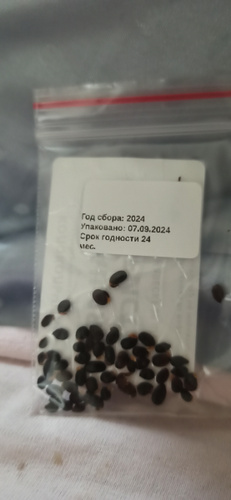 Год сбора: 2024
Упаковано: 07.09.2024
Срок годности 24
мес.